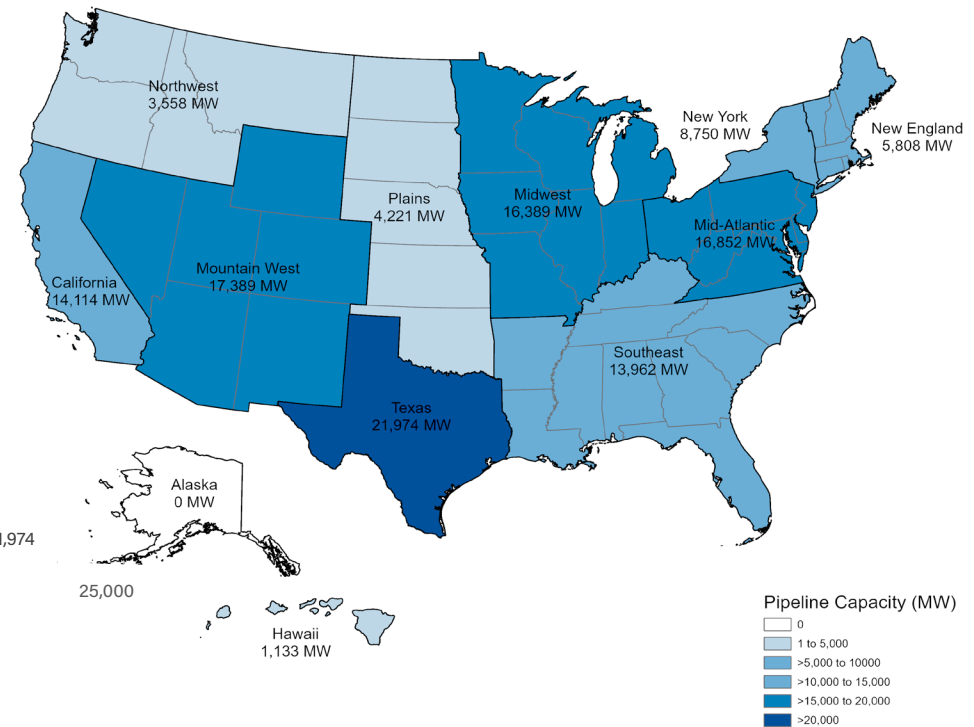 Northwest
3,558 MW
New York
8,750 MW
New England
5,808 MW
Plains
4,221 MW
Midwest
16,389 MW
Mid-Atlantic
16,852 MW
Mountain West
17,389 MW
California
14,114 MW
Southeast
13,962 MW
Texas
21,974 MW
Alaska
0 MW
,974
25,000
Hawaii
1,133 MW
Pipeline Capacity (MW)
0
1 to 5,000
>5,000 to 10000
>10,000 to 15,000
>15,000 to 20,000
>20,000